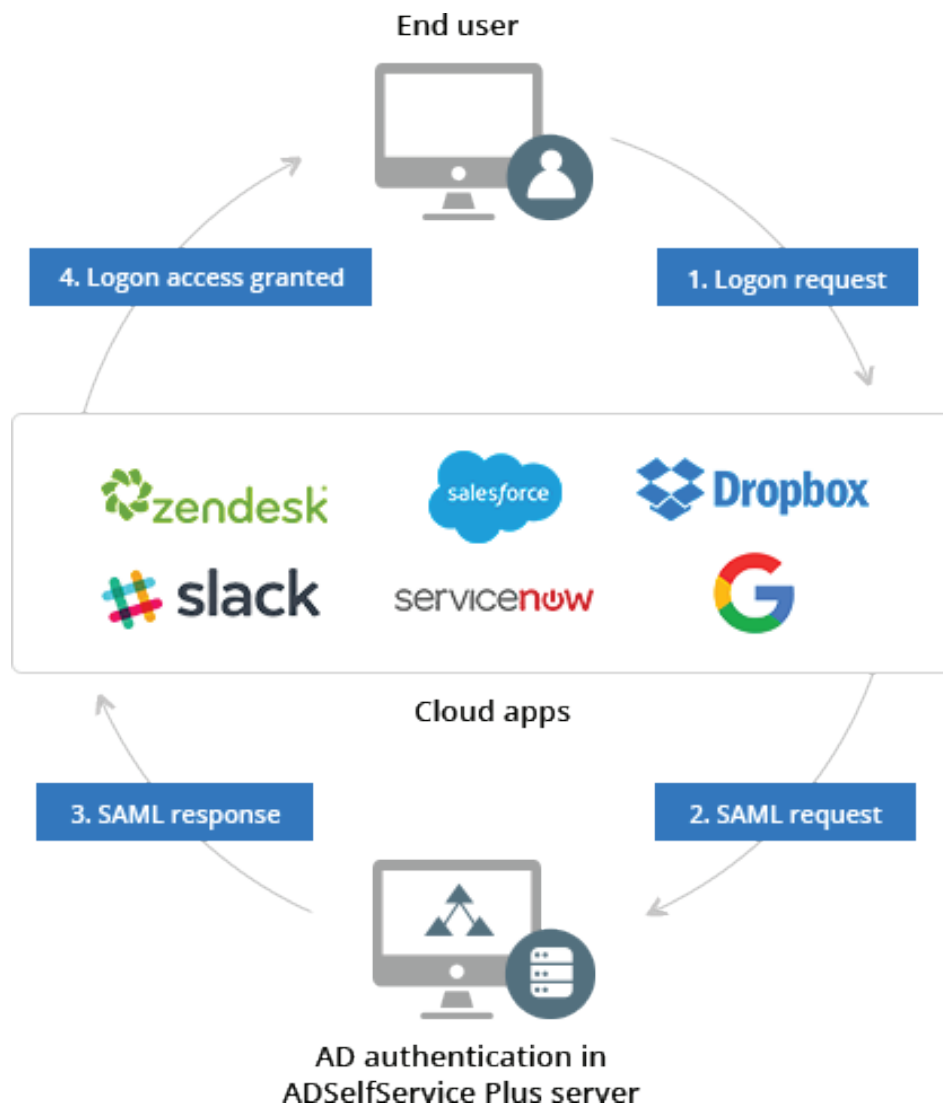 End user
4. Logon access granted
1. Logon request
zendesk
salesforce
Dropbox
slack
servicenow
Cloud apps
3. SAML response
2. SAML request
AD authentication in
ADSelfService Plus server